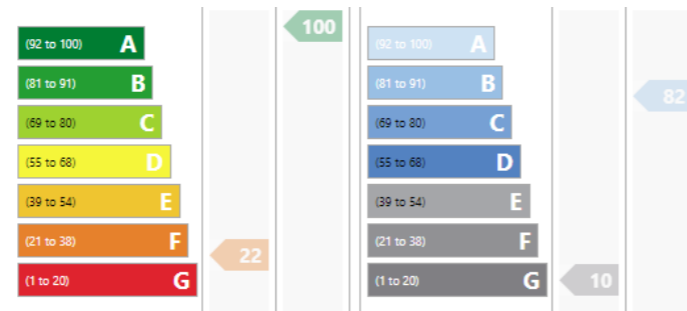 100
(92 to 100) A
(81 to 91) B
(69 to 80) C
(55 to 68) D
(39 to 54) E
(21 to 38) F
22
(1 to 20) G
(92 to 100) A
(81 to 91) B
82
(69 to 80) C
(55 to 68) D
(39 to 54) E
(21 to 38) F
(1 to 20) G
10